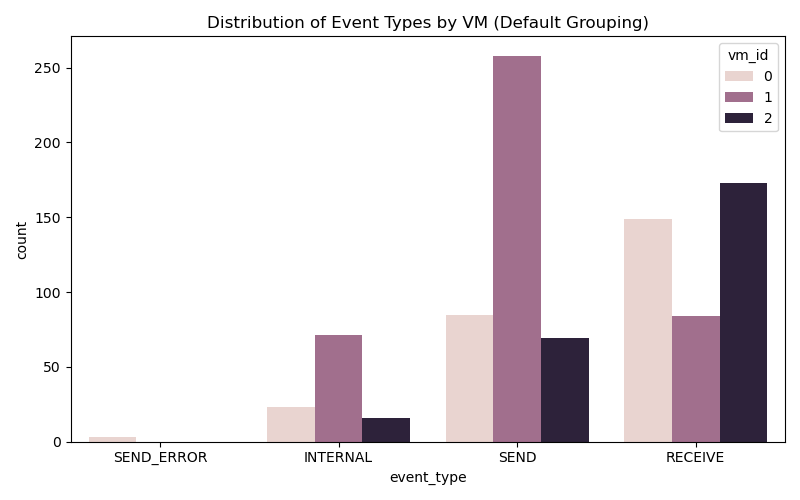 Distribution of Event Types by VM (Default Grouping)
vm_id
0
1
2
250
200
150
100
50
0
count
SEND_ERROR
INTERNAL
SEND
RECEIVE
event_type